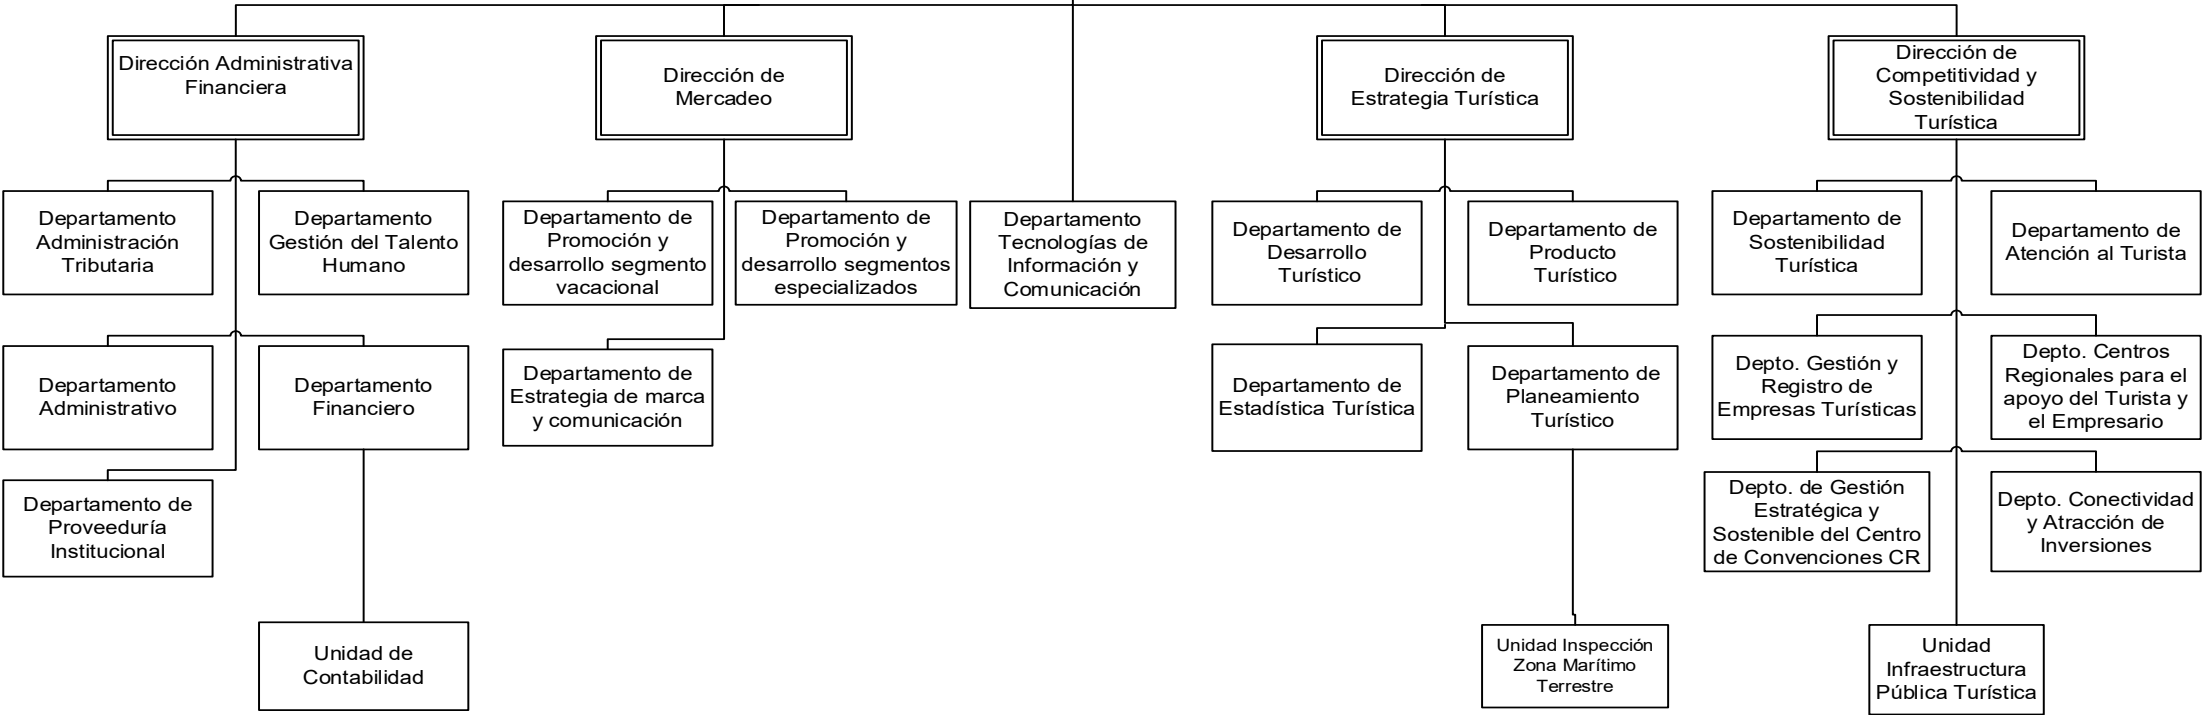 Dirección Administrativa
Financiera
Dirección de
Mercadeo
Dirección de
Estrategia Turística
Dirección de
Competitividad y
Sostenibilidad
Turística
Departamento
Administración
Tributaria
Departamento
Gestión del Talento
Humano
Departamento de
Promoción y
desarrollo segmento
vacacional
Departamento de
Promoción y
desarrollo segmentos
especializados
Departamento
Tecnologías de
Información y
Comunicación
Departamento de
Desarrollo
Turístico
Departamento de
Producto
Turístico
Departamento de
Sostenibilidad
Turística
Departamento de
Atención al Turista
Departamento
Administrativo
Departamento
Financiero
Departamento de
Estrategia de marca
y comunicación
Departamento de
Estadística Turística
Departamento de
Planeamiento
Turístico
Depto. Gestión y
Registro de
Empresas Turísticas
Depto. Centros
Regionales para el
apoyo del Turista y
el Empresario
Departamento de
Proveeduría
Institucional
Depto. de Gestión
Estratégica y
Sostenible del Centro
de Convenciones CR
Depto. Conectividad
y Atracción de
Inversiones
Unidad de
Contabilidad
Unidad Inspección
Zona Marítimo
Terrestre
Unidad
Infraestructura
Pública Turística